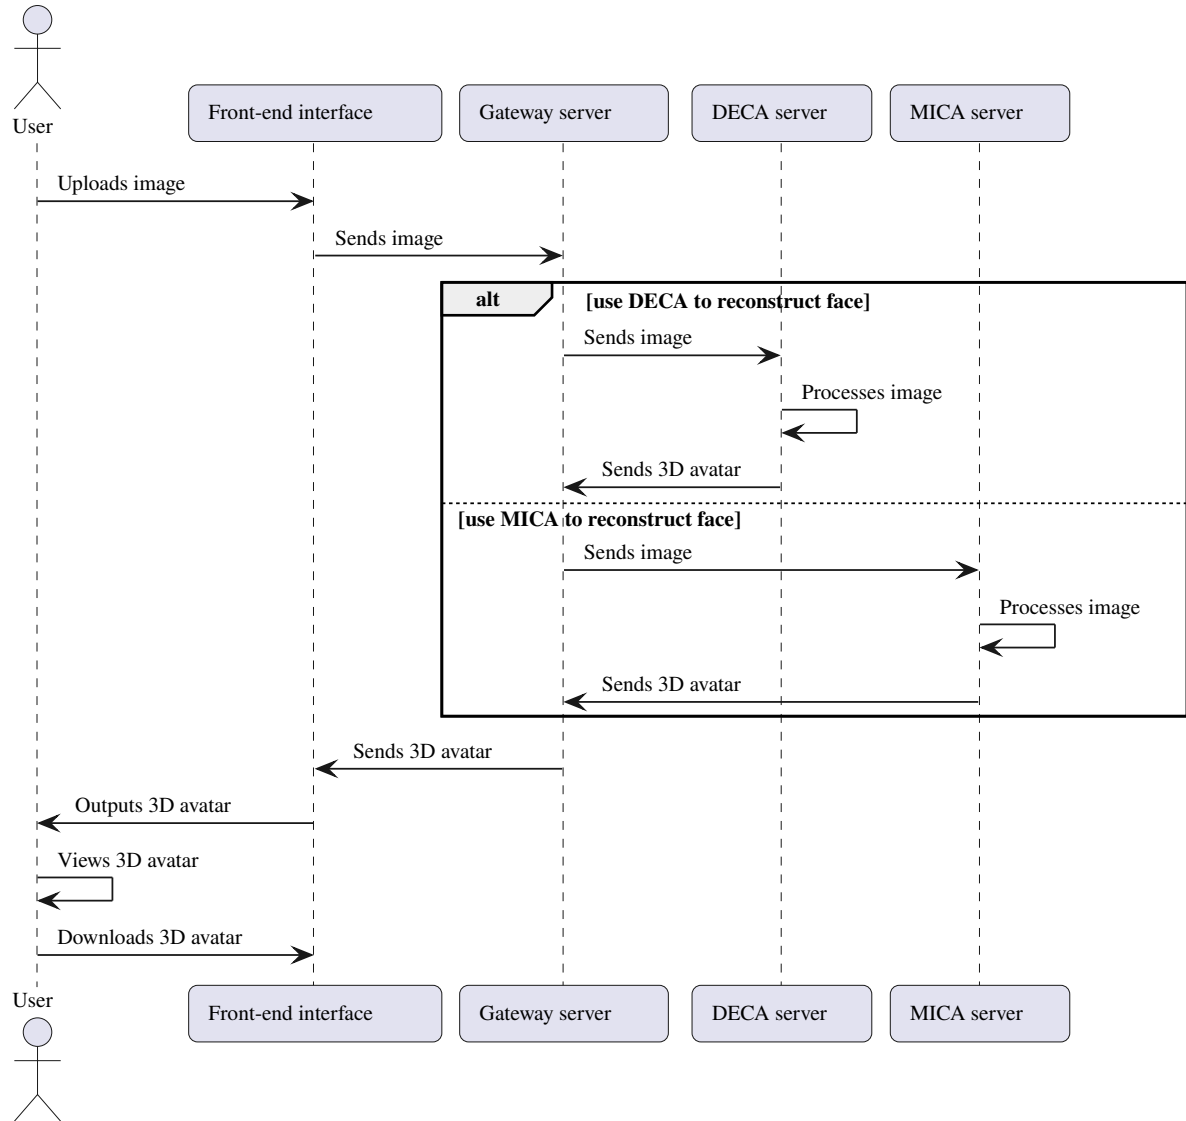 User
Front-end interface
Gateway server
DECA server
MICA server
Uploads image
Sends image
alt
[use DECA to reconstruct face]
Sends image
Processes image
Sends 3D avatar
[use MICA to reconstruct face]
Sends image
Processes image
Sends 3D avatar
Sends 3D avatar
Outputs 3D avatar
Views 3D avatar
Downloads 3D avatar
User
Front-end interface
Gateway server
DECA server
MICA server